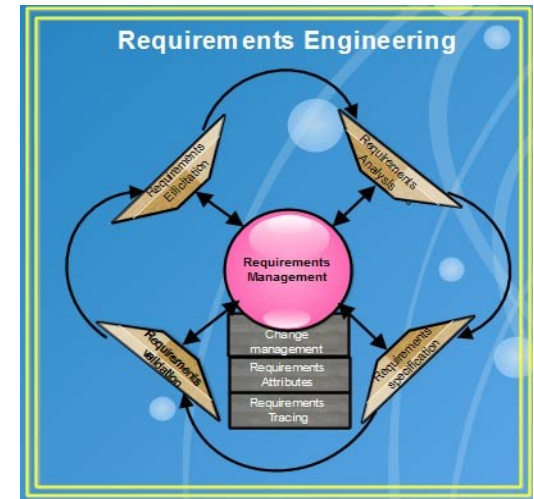 Requirements Engineering
Requirements
Elicitation
Requirements
Analysis
Requirements
Management
Change
management
Requirements
Attributes
Requirements
Tracing
Requirements
validation
Requirements
specification